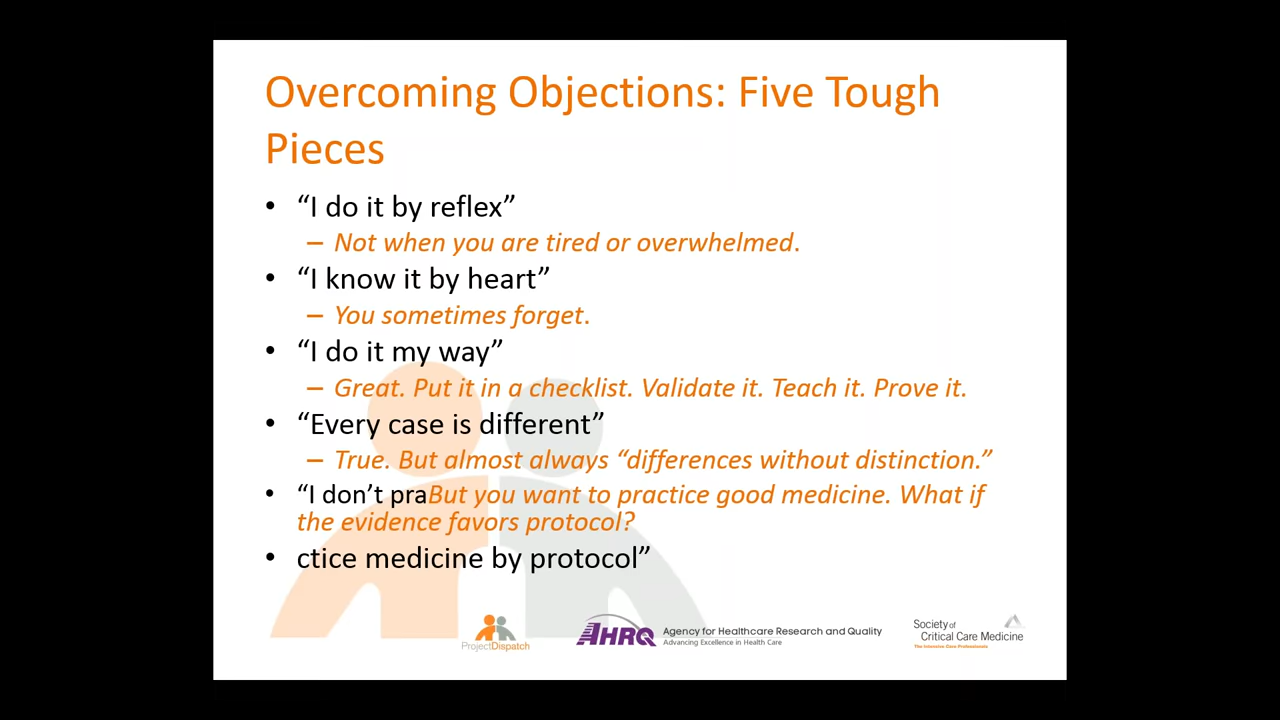 Overcoming Objections: Five Tough
Pieces
• “I do it by reflex”
– Not when you are tired or overwhelmed.
• “I know it by heart”
– You sometimes forget.
• “I do it my way”
– Great. Put it in a checklist. Validate it. Teach it. Prove it.
• “Every case is different”
– True. But almost always “differences without distinction.”
• “I don’t praBut you want to practice good medicine. What if
the evidence favors protocol?
• ctice medicine by protocol”
ProjectDispatch
AHRQ
Agency for Healthcare Research and Quality
Advancing Excellence in Health Care
Society of
Critical Care Medicine
The Intensive Care Professionals